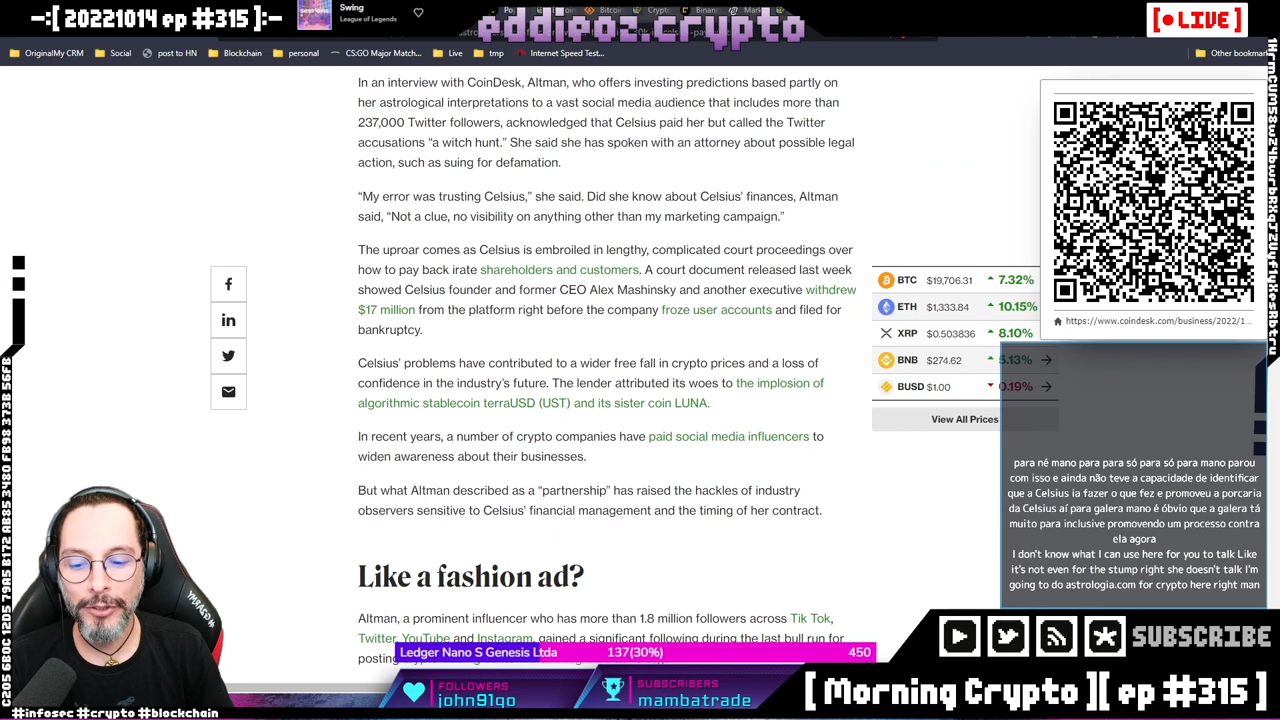 -:[ 20221014 ep #315 ]:-
Swing
League of Legends
eddieoz.crypto
[ LIVE ]
OriginalMy CRM
Social
post to HN
Blockchain
personal
CS:GO Major Match...
Live
tmp
Internet Speed Test...
Other bookmar
In an interview with CoinDesk, Altman, who offers investing predictions based partly on
her astrological interpretations to a vast social media audience that includes more than
237,000 Twitter followers, acknowledged that Celsius paid her but called the Twitter
accusations “a witch hunt.” She said she has spoken with an attorney about possible legal
action, such as suing for defamation.
“My error was trusting Celsius,” she said. Did she know about Celsius’ finances, Altman
said, “Not a clue, no visibility on anything other than my marketing campaign.”
The uproar comes as Celsius is embroiled in lengthy, complicated court proceedings over
how to pay back irate shareholders and customers. A court document released last week
showed Celsius founder and former CEO Alex Mashinsky and another executive withdrew
$17 million from the platform right before the company froze user accounts and filed for
bankruptcy.
Celsius’ problems have contributed to a wider free fall in crypto prices and a loss of
confidence in the industry’s future. The lender attributed its woes to the implosion of
algorithmic stablecoin terraUSD (UST) and its sister coin LUNA.
In recent years, a number of crypto companies have paid social media influencers to
widen awareness about their businesses.
But what Altman described as a “partnership” has raised the hackles of industry
observers sensitive to Celsius’ financial management and the timing of her contract.
Like a fashion ad?
Altman, a prominent influencer who has more than 1.8 million followers across Tik Tok,
Twitter, YouTube and Instagram, gained a significant following during the last bull run for
BTC $19,706.31 7.32%
ETH $1,333.84 10.15%
XRP $0.503836 8.10%
BNB $274.62 5.13%
BUSD $1.00 0.19%
View All Prices
https://www.coindesk.com/business/2022/1...
para né mano para para só para só para mano parou
com isso e ainda não teve a capacidade de identificar
que a Celsius ia fazer o que fez e promoveu a porcaria
da Celsius aí para galera mano é óbvio que a galera tá
muito para inclusive promovendo um processo contra
ela agora
I don't know what I can use here for you to talk Like
it's not even for the stump right she doesn't talk I'm
going to do astrologia.com for crypto here right man
Ledger Nano S Genesis Ltda 137(30%) 450
FOLLOWERS
john91go
SUBSCRIBERS
mambatrade
SUBSCRIBE
[ Morning Crypto ][ ep #315 ]
#infosec #crypto #blockchain